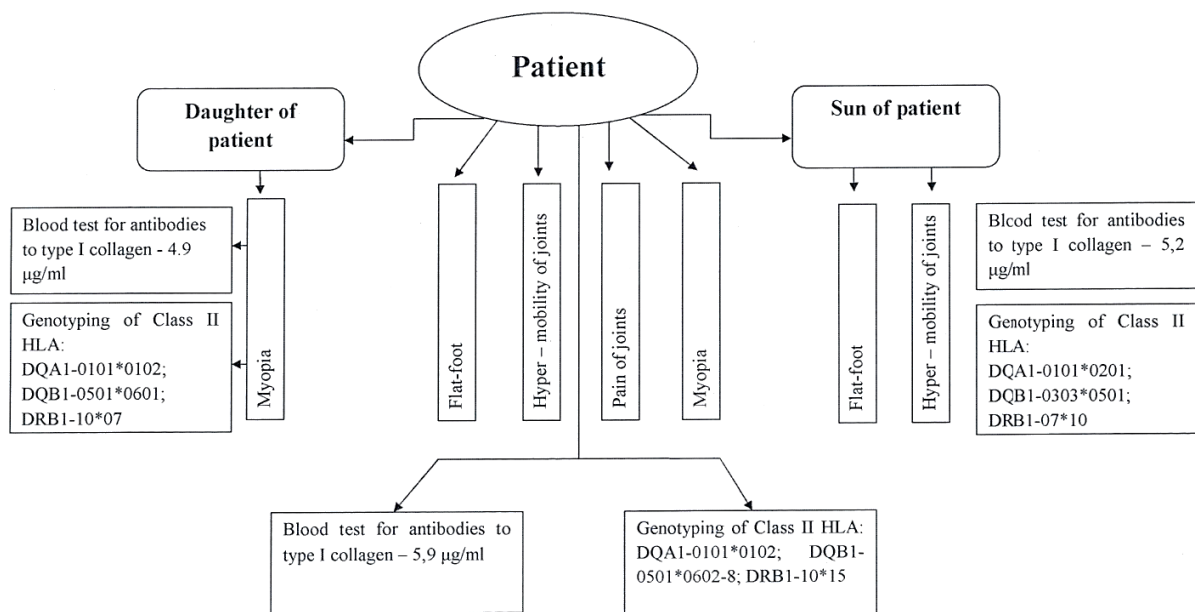 Patient
Daughter of
patient
Sun of patient
Blood test for antibodies
to type I collagen - 4.9
μg/ml
Genotyping of Class II
HLA:
DQA1-0101*0102;
DQB1-0501*0601;
DRB1-10*07
Myopia
Flat-foot
Hyper – mobility of joints
Pain of joints
Myopia
Flat-foot
Hyper – mobility of joints
Blood test for antibodies
to type I collagen – 5,2
μg/ml
Genotyping of Class II
HLA:
DQA1-0101*0201;
DQB1-0303*0501;
DRB1-07*10
Blood test for antibodies to
type I collagen – 5,9 μg/ml
Genotyping of Class II HLA:
DQA1-0101*0102; DQB1-
0501*0602-8; DRB1-10*15